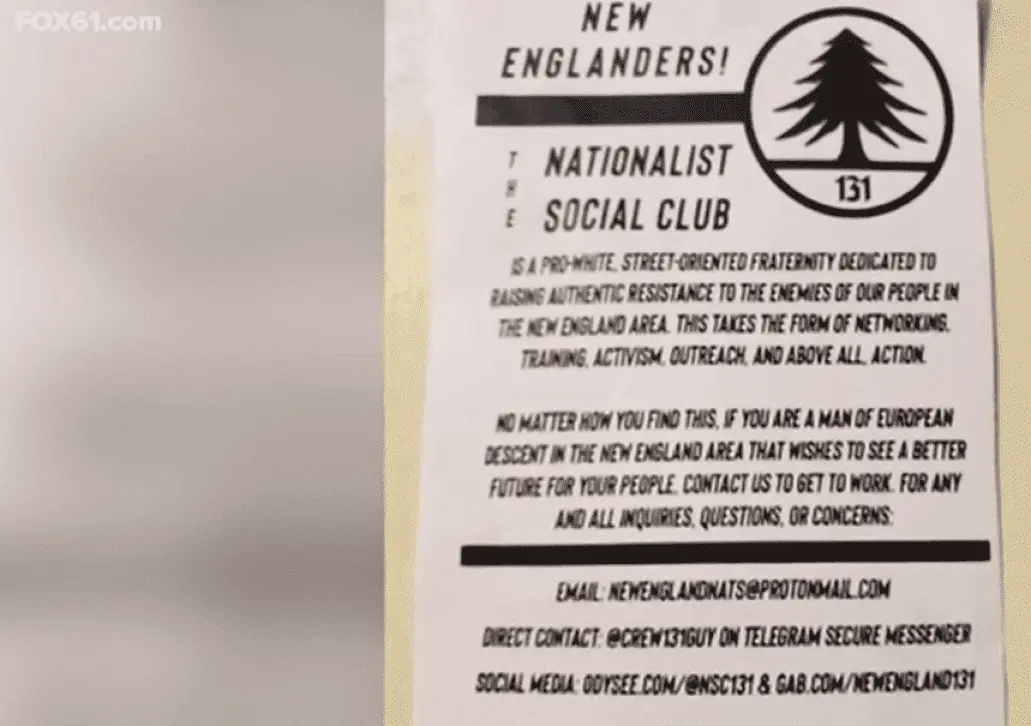 FOX61.com
NEW
ENGLANDERS!
131
THE NATIONALIST
SOCIAL CLUB
IS A PRO-WHITE, STREET-ORIENTED FRATERNITY DEDICATED TO
RAISING AUTHENTIC RESISTANCE TO THE ENEMIES OF OUR PEOPLE IN
THE NEW ENGLAND AREA. THIS TAKES THE FORM OF NETWORKING,
TRAINING, ACTIVISM, OUTREACH, AND ABOVE ALL, ACTION.
NO MATTER HOW YOU FIND THIS, IF YOU ARE A MAN OF EUROPEAN
DESCENT IN THE NEW ENGLAND AREA THAT WISHES TO SEE A BETTER
FUTURE FOR YOUR PEOPLE, CONTACT US TO GET TO WORK. FOR ANY
AND ALL INQUIRIES, QUESTIONS, OR CONCERNS:
EMAIL: NEWENGLANDNATS@PROTONMAIL.COM
DIRECT CONTACT: @CREW131GUY ON TELEGRAM SECURE MESSENGER
SOCIAL MEDIA: ODYSEE.COM/@NSC131 & GAB.COM/NEWENGLAND131